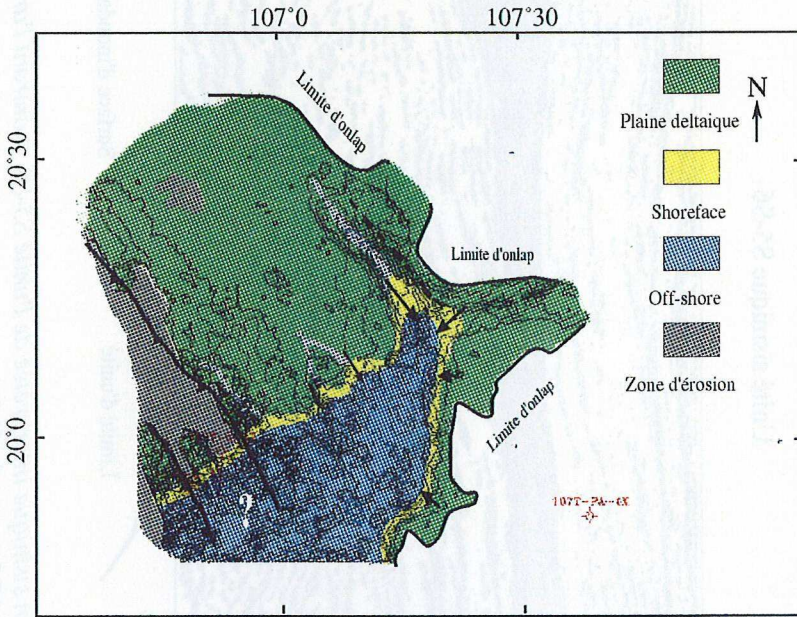 107°0
107°30
20°30
20°0
Limite d'onlap
Limite d'onlap
Limite d'onlap
?
N
Plaine deltaique
Shoreface
Off-shore
Zone d'érosion